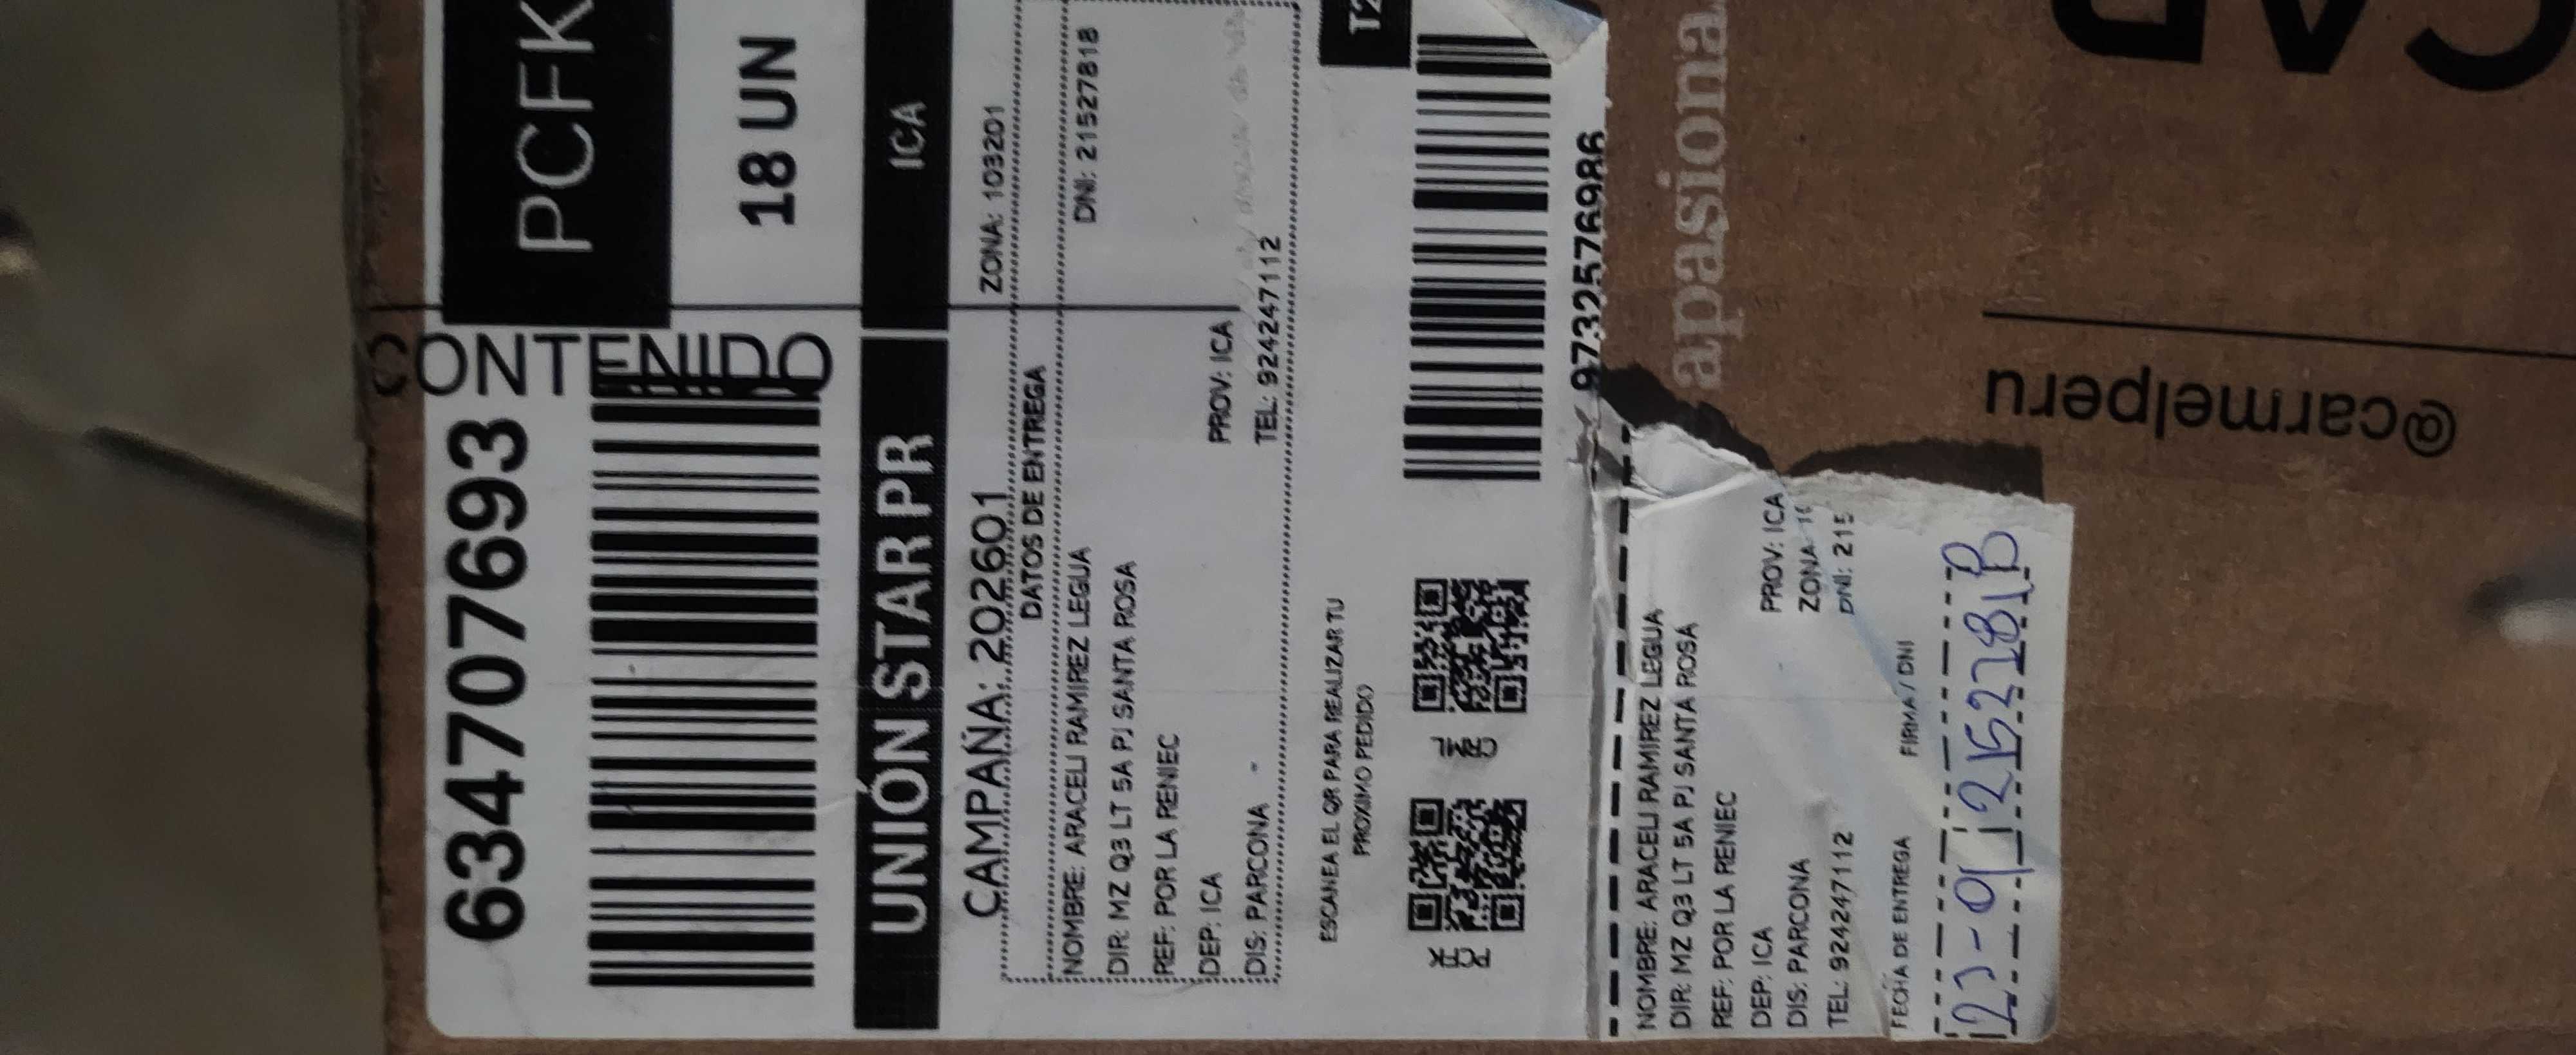 6347077693
PCFK
CONTENIDO
18 UN
UNIÓN STAR PR
ICA
CAMPAÑA: 202601
ZONA: 103201
DATOS DE ENTREGA
NOMBRE: ARACELI RAMIREZ LEGUA
DNI: 21527818
DIR: MZ Q3 LT 5A PJ SANTA ROSA
REF: POR LA RENIEC
DEP: ICA
PROV: ICA
DIS: PARCONA -
TEL: 924247112
ESCANEA EL QR PARA REALIZAR TU
PROXIMO PEDIDO
PCFK
CRML
9732576986
NOMBRE: ARACELI RAMIREZ LEGUA
DIR: MZ Q3 LT 5A PJ SANTA ROSA
REF: POR LA RENIEC
DEP: ICA
PROV: ICA
DIS: PARCONA
ZONA
TEL: 924247112
DNI: 215
FECHA DE ENTREGA
FIRMA / DNI
apasiona
@carmelperu